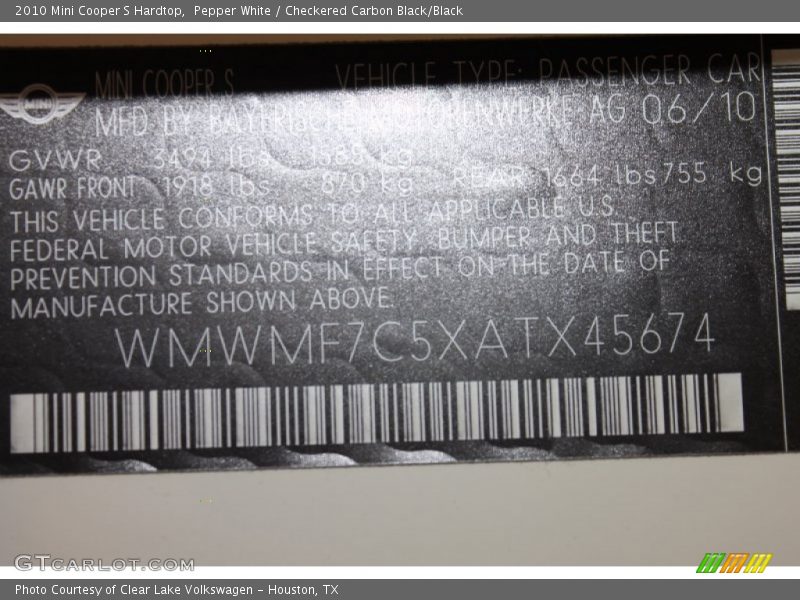 2010 Mini Cooper S Hardtop, Pepper White / Checkered Carbon Black/Black
MINI COOPER S VEHICLE TYPE: PASSENGER CAR
MINI
MFD BY BAYERISCHE MOTORENWERKE AG 06/10
GVWR 3494 lbs 1585 kg
GAWR FRONT 1918 lbs 870 kg REAR 1664 lbs 755 kg
THIS VEHICLE CONFORMS TO ALL APPLICABLE U.S.
FEDERAL MOTOR VEHICLE SAFETY, BUMPER AND THEFT
PREVENTION STANDARDS IN EFFECT ON THE DATE OF
MANUFACTURE SHOWN ABOVE.
WMWMF7C5XATX45674
GTCARLOT.COM
Photo Courtesy of Clear Lake Volkswagen - Houston, TX